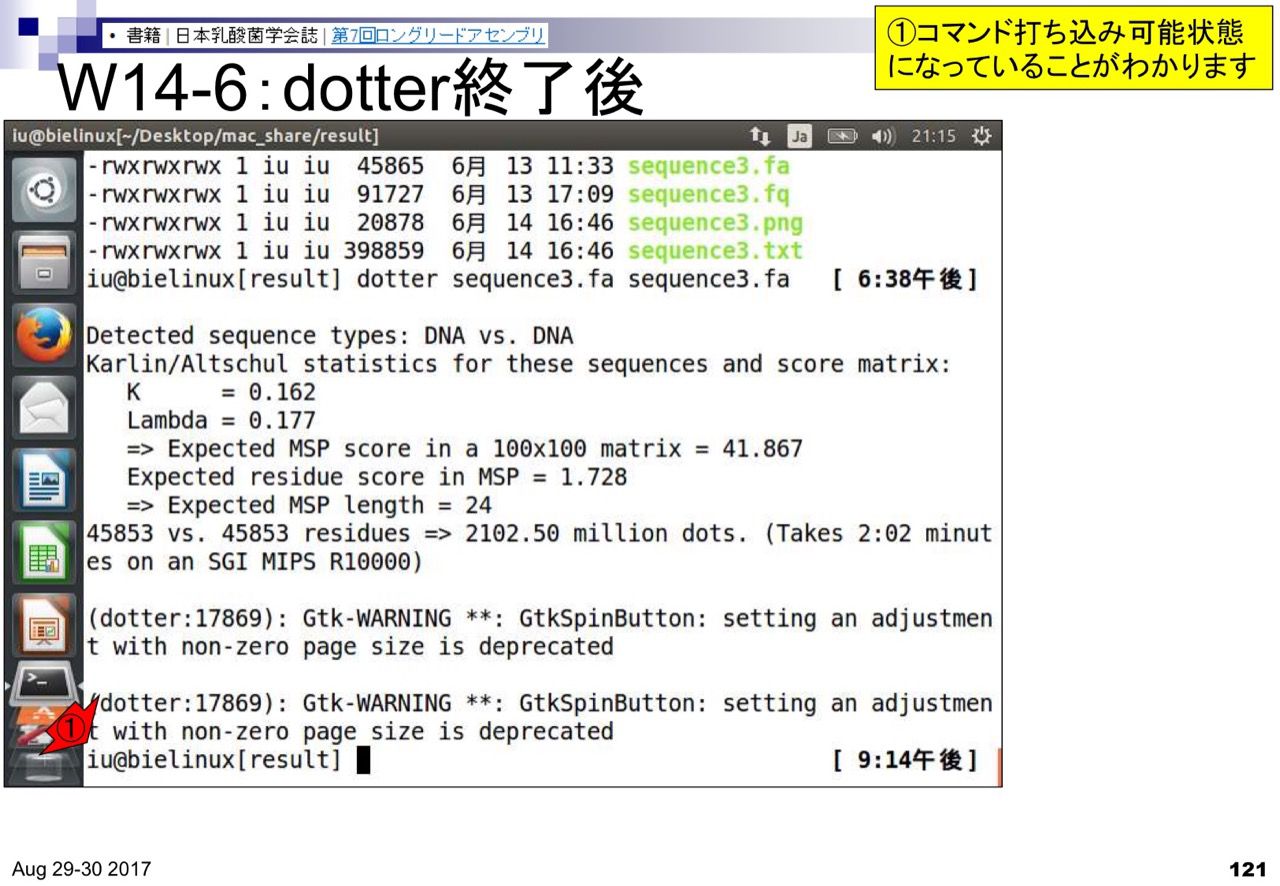 • 書籍 | 日本乳酸菌学会誌 | 第7回ロングリードアセンブリ
①コマンド打ち込み可能状態
になっていることがわかります
W14-6：dotter終了後
iu@bielinux[~/Desktop/mac_share/result]
Ja
21:15
-rwxrwxrwx 1 iu iu  45865  6月  13 11:33 sequence3.fa
-rwxrwxrwx 1 iu iu  91727  6月  13 17:09 sequence3.fq
-rwxrwxrwx 1 iu iu  20878  6月  14 16:46 sequence3.png
-rwxrwxrwx 1 iu iu 398859  6月  14 16:46 sequence3.txt
iu@bielinux[result] dotter sequence3.fa sequence3.fa   [ 6:38午後]
Detected sequence types: DNA vs. DNA
Karlin/Altschul statistics for these sequences and score matrix:
   K      = 0.162
   Lambda = 0.177
   => Expected MSP score in a 100x100 matrix = 41.867
   Expected residue score in MSP = 1.728
   => Expected MSP length = 24
45853 vs. 45853 residues => 2102.50 million dots. (Takes 2:02 minut
es on an SGI MIPS R10000)
(dotter:17869): Gtk-WARNING **: GtkSpinButton: setting an adjustmen
t with non-zero page size is deprecated
(dotter:17869): Gtk-WARNING **: GtkSpinButton: setting an adjustmen
①
t with non-zero page size is deprecated
iu@bielinux[result]   [ 9:14午後]
Aug 29-30 2017
121